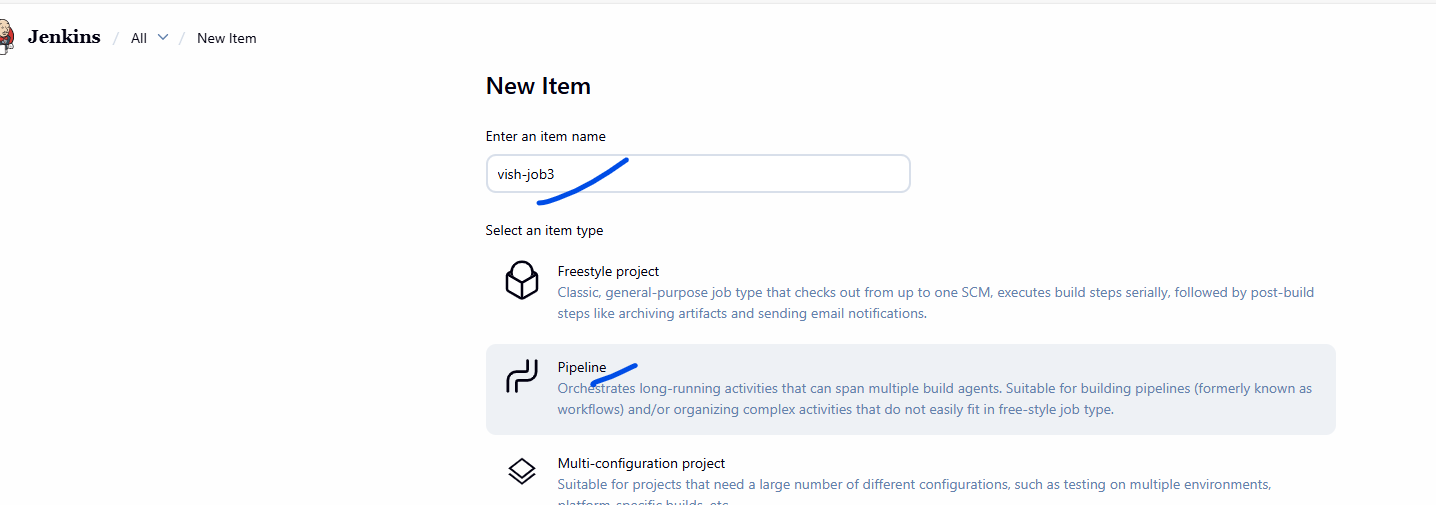 Jenkins / All / New Item
New Item
Enter an item name
vish-job3
Select an item type
Freestyle project
Classic, general-purpose job type that checks out from up to one SCM, executes build steps serially, followed by post-build
steps like archiving artifacts and sending email notifications.
Pipeline
Orchestrates long-running activities that can span multiple build agents. Suitable for building pipelines (formerly known as
workflows) and/or organizing complex activities that do not easily fit in free-style job type.
Multi-configuration project
Suitable for projects that need a large number of different configurations, such as testing on multiple environments,
platform-specific builds, etc.